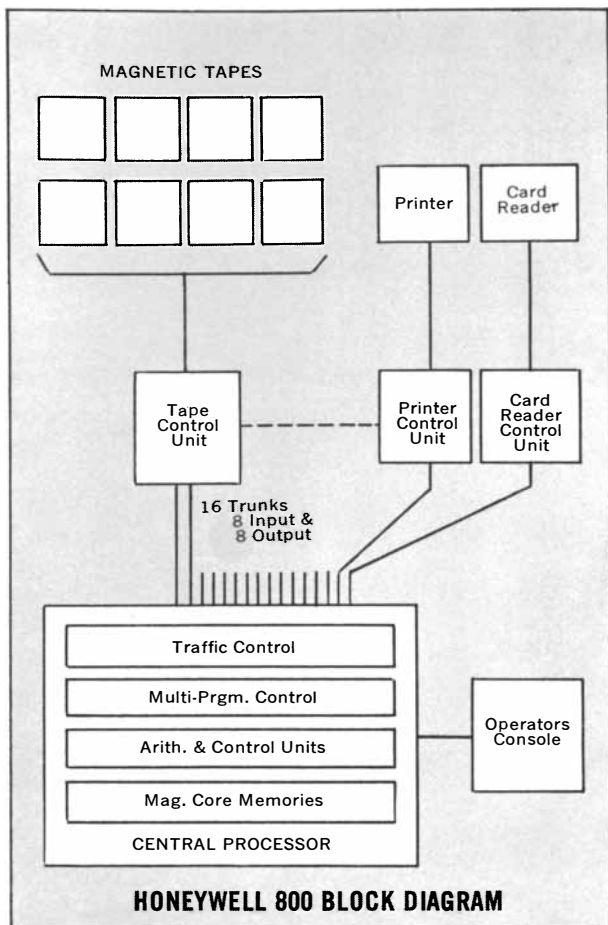 MAGNETIC TAPES
Printer
Card
Reader
Tape
Control
Unit
Printer
Control
Unit
Card
Reader
Control
Unit
16 Trunks
8 Input &
8 Output
Traffic Control
Multi-Prgm. Control
Arith. & Control Units
Mag. Core Memories
CENTRAL PROCESSOR
Operators
Console
HONEYWELL 800 BLOCK DIAGRAM